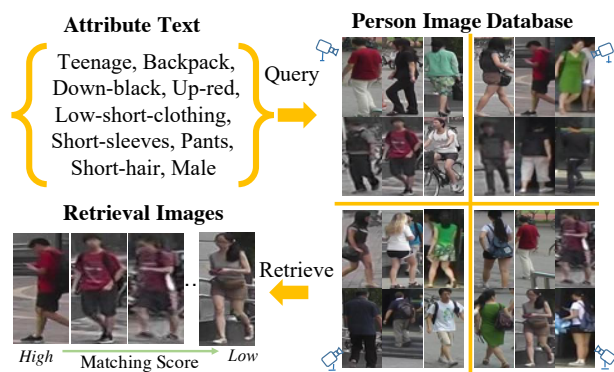 Attribute Text
Teenage, Backpack,
Down-black, Up-red,
Low-short-clothing,
Short-sleeves, Pants,
Short-hair, Male
Query
Person Image Database
Retrieval Images
Retrieve
...
High
Matching Score
Low